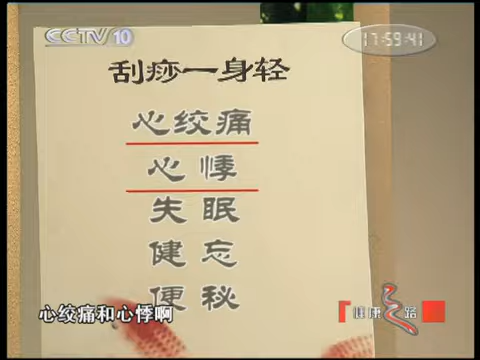 CCTV 10
17:59:41
刮痧一身轻
心绞痛
心悸
失眠
健忘
便秘
健康之路
心绞痛和心悸啊